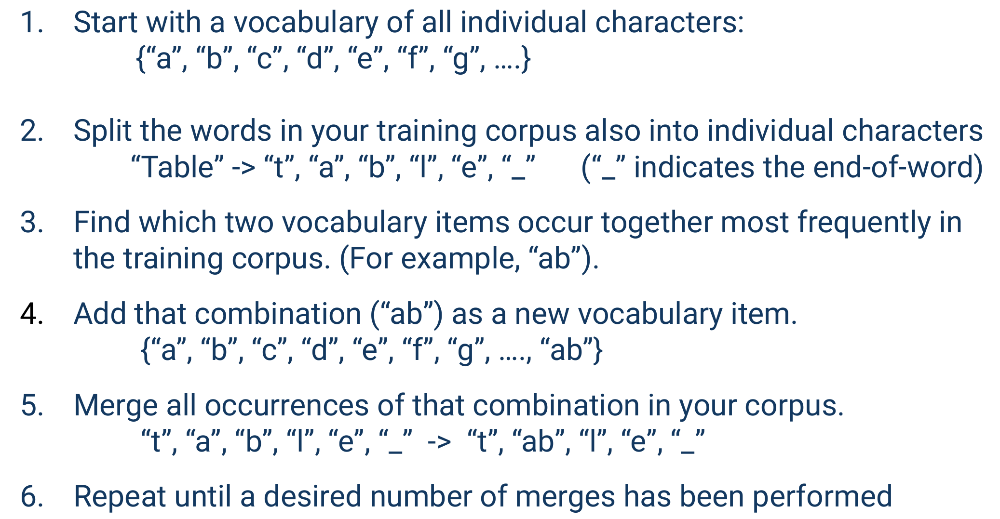 1. Start with a vocabulary of all individual characters:
{“a”, “b”, “c”, “d”, “e”, “f”, “g”, ....}
2. Split the words in your training corpus also into individual characters
“Table” -> “t”, “a”, “b”, “l”, “e”, “_” (“_” indicates the end-of-word)
3. Find which two vocabulary items occur together most frequently in
the training corpus. (For example, “ab”).
4. Add that combination (“ab”) as a new vocabulary item.
{“a”, “b”, “c”, “d”, “e”, “f”, “g”, ...., “ab”}
5. Merge all occurrences of that combination in your corpus.
“t”, “a”, “b”, “l”, “e”, “_” -> “t”, “ab”, “l”, “e”, “_”
6. Repeat until a desired number of merges has been performed